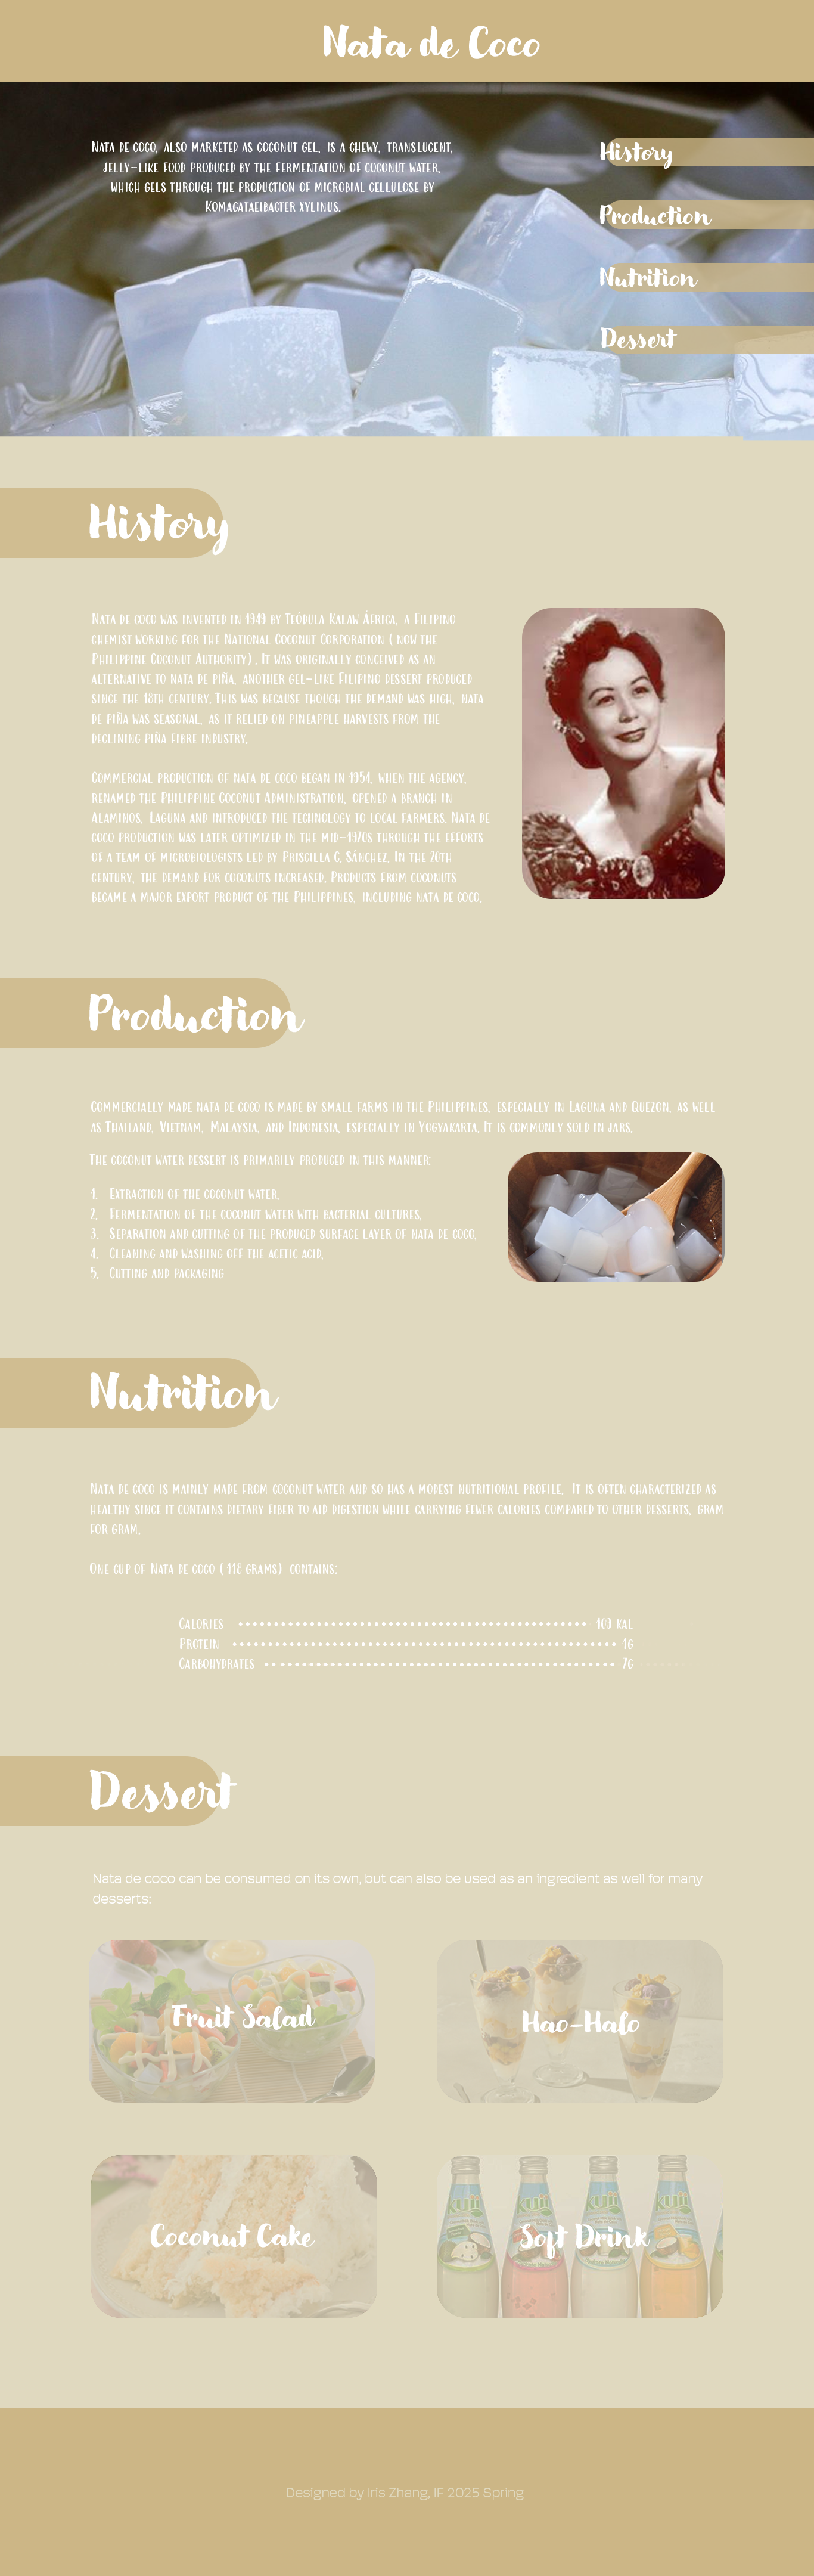 Nata de Coco
Nata de coco, also marketed as coconut gel, is a chewy, translucent,
jelly-like food produced by the fermentation of coconut water,
which gels through the production of microbial cellulose by
Komagataeibacter xylinus.
History
Production
Nutrition
Dessert
History
Nata de coco was invented in 1949 by Teódula Kalaw África, a Filipino
chemist working for the National Coconut Corporation (now the
Philippine Coconut Authority). It was originally conceived as an
alternative to nata de piña, another gel-like Filipino dessert produced
since the 18th century. This was because though the demand was high, nata
de piña was seasonal, as it relied on pineapple harvests from the
declining piña fibre industry.
Commercial production of nata de coco began in 1954, when the agency,
renamed the Philippine Coconut Administration, opened a branch in
Alaminos, Laguna and introduced the technology to local farmers. Nata de
coco production was later optimized in the mid-1970s through the efforts
of a team of microbiologists led by Priscilla C. Sánchez. In the 20th
century, the demand for coconuts increased. Products from coconuts
became a major export product of the Philippines, including nata de coco.
Production
Commercially made nata de coco is made by small farms in the Philippines, especially in Laguna and Quezon, as well
as Thailand, Vietnam, Malaysia, and Indonesia, especially in Yogyakarta. It is commonly sold in jars.
The coconut water dessert is primarily produced in this manner:
1. Extraction of the coconut water,
2. Fermentation of the coconut water with bacterial cultures,
3. Separation and cutting of the produced surface layer of nata de coco,
4. Cleaning and washing off the acetic acid,
5. Cutting and packaging
Nutrition
Nata de coco is mainly made from coconut water and so has a modest nutritional profile. It is often characterized as
healthy since it contains dietary fiber to aid digestion while carrying fewer calories compared to other desserts, gram
for gram.
One cup of Nata de coco (118 grams) contains:
Calories 109 kal
Protein 1g
Carbohydrates 7g
Dessert
Nata de coco can be consumed on its own, but can also be used as an ingredient as well for many
desserts:
Fruit Salad
Hao-Halo
Coconut Cake
Soft Drink
Designed by Iris Zhang, IF 2025 Spring